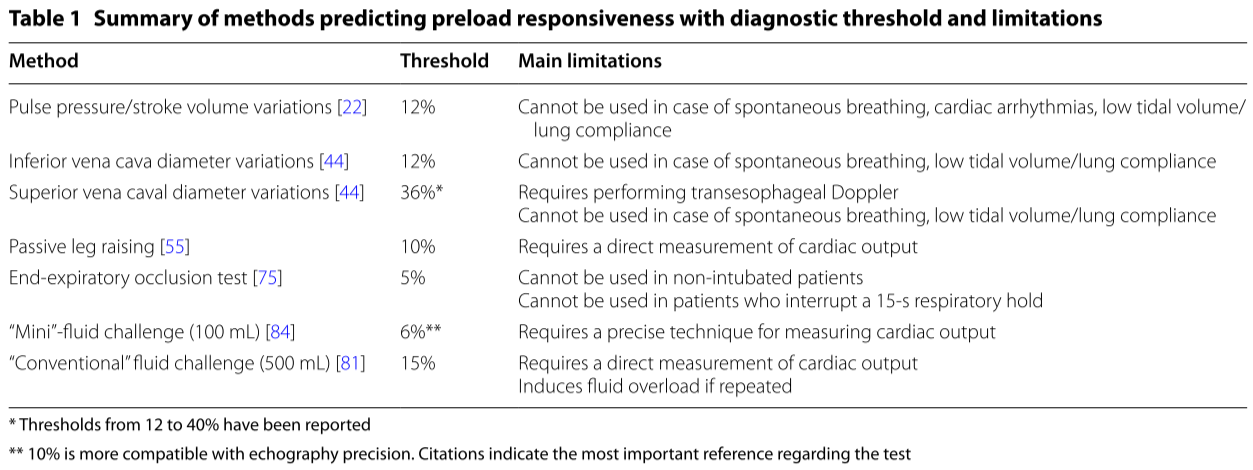 Table 1 Summary of methods predicting preload responsiveness with diagnostic threshold and limitations
Method Threshold Main limitations
Pulse pressure/stroke volume variations [22] 12% Cannot be used in case of spontaneous breathing, cardiac arrhythmias, low tidal volume/
lung compliance
Inferior vena cava diameter variations [44] 12% Cannot be used in case of spontaneous breathing, low tidal volume/lung compliance
Superior vena caval diameter variations [44] 36%* Requires performing transesophageal Doppler
Cannot be used in case of spontaneous breathing, low tidal volume/lung compliance
Passive leg raising [55] 10% Requires a direct measurement of cardiac output
End-expiratory occlusion test [75] 5% Cannot be used in non-intubated patients
Cannot be used in patients who interrupt a 15-s respiratory hold
“Mini”-fluid challenge (100 mL) [84] 6%** Requires a precise technique for measuring cardiac output
“Conventional” fluid challenge (500 mL) [81] 15% Requires a direct measurement of cardiac output
Induces fluid overload if repeated
* Thresholds from 12 to 40% have been reported
** 10% is more compatible with echography precision. Citations indicate the most important reference regarding the test